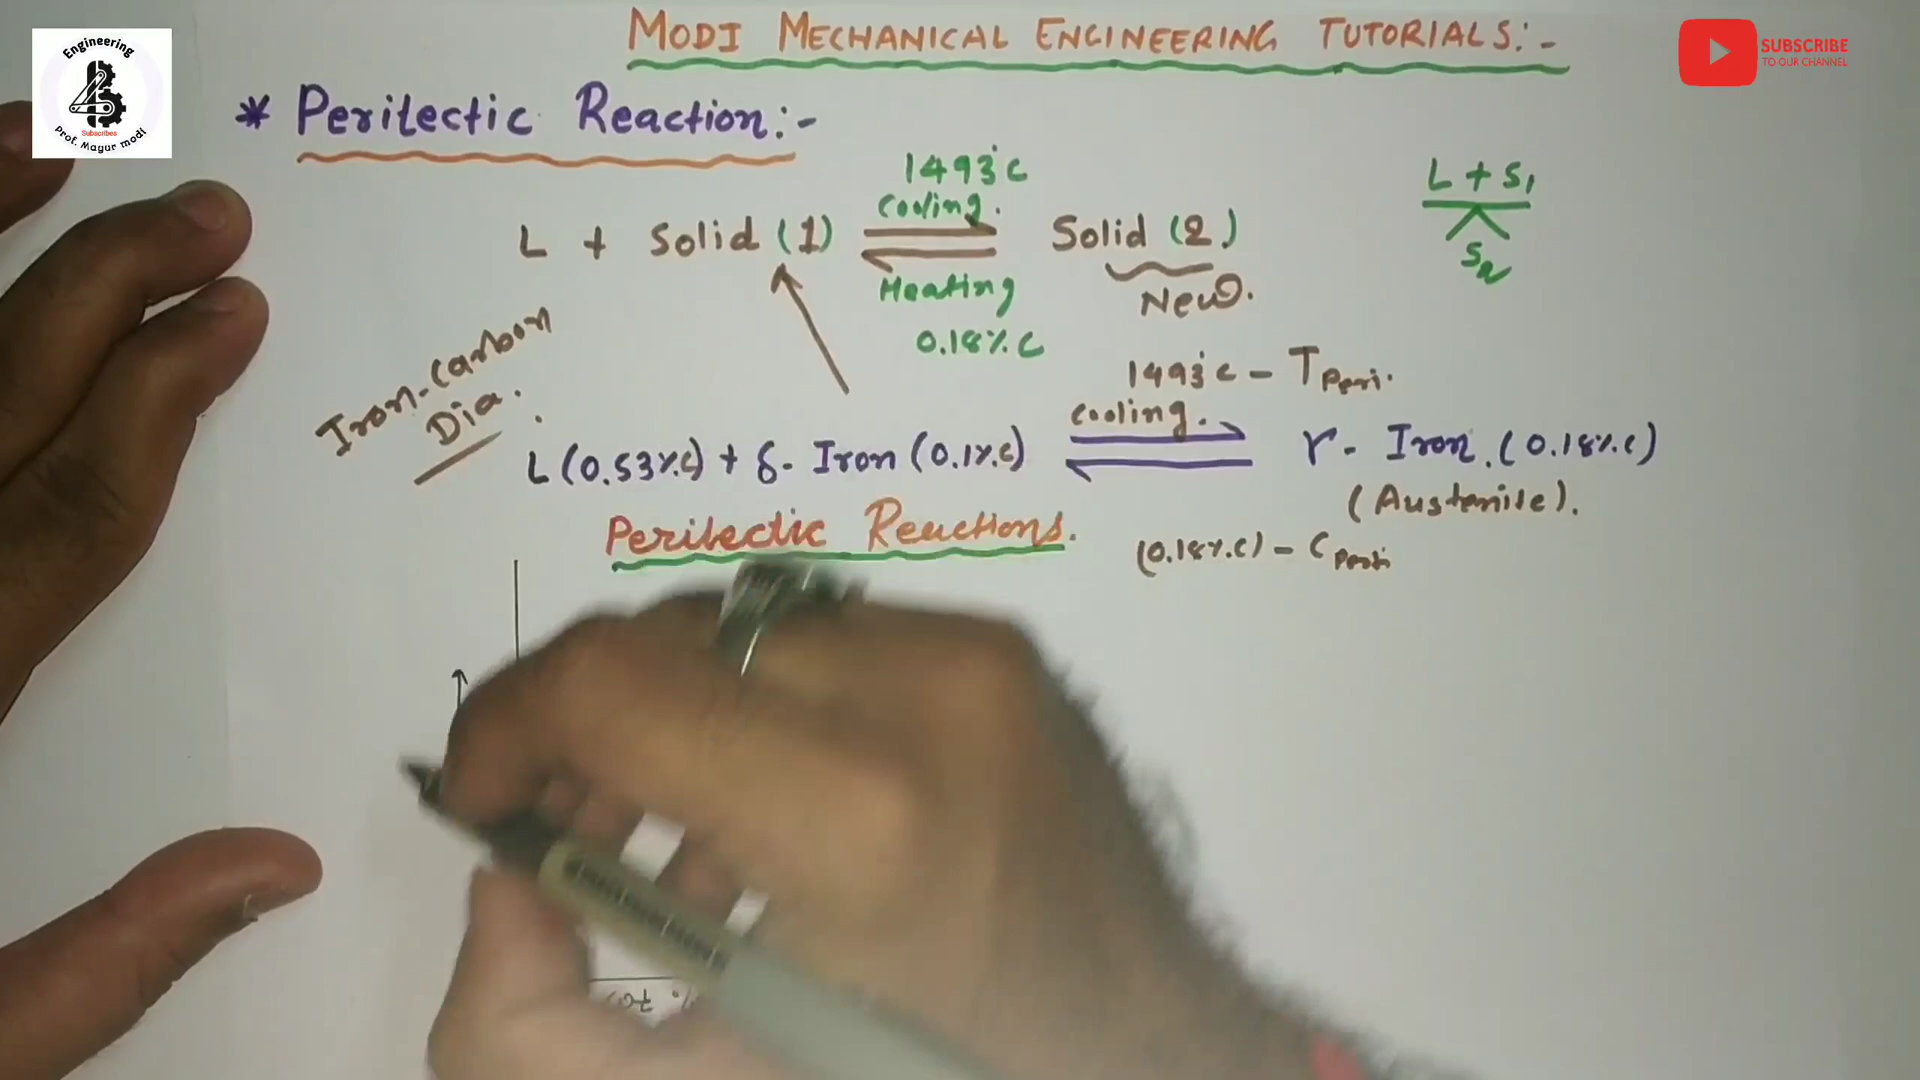 MODI MECHANICAL ENGINEERING TUTORIALS:-
Engineering
Subscribes
Prof. Mayur modi
SUBSCRIBE
TO OUR CHANNEL
* Peritectic Reaction:-
1493°C
Cooling.
L + Solid (1) Solid (2)
Heating
0.18%C
New.
L + S1
S2
Iron-Carbon
Dia.
1493°C - TPeri.
Cooling.
L (0.53%C) + δ- Iron (0.1%C) γ- Iron. (0.18%C)
(Austenite).
Peritectic Reactions.
(0.18%C) - CPeri